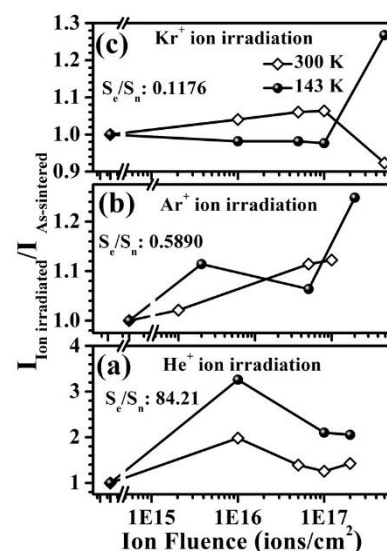 (c) Kr⁺ ion irradiation
300 K
143 K
Sₑ/Sₙ: 0.1176
1.3
1.2
1.1
1.0
0.9
(b) Ar⁺ ion irradiation
Sₑ/Sₙ: 0.5890
1.2
1.1
1.0
(a) He⁺ ion irradiation
Sₑ/Sₙ: 84.21
4
3
2
1
I Ion irradiated/I As-sintered
1E15 1E16 1E17
Ion Fluence (ions/cm²)